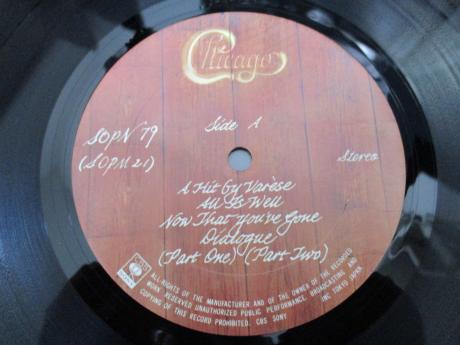 Chicago
SOPN 79
(SOPM 21)
Side A
Stereo
A Hit by Varèse
All Is Well
Now That You've Gone
Dialogue
(Part One) (Part Two)
ALL RIGHTS OF THE MANUFACTURER AND OF THE OWNER OF THE RECORDED
WORK RESERVED UNAUTHORIZED PUBLIC PERFORMANCE, BROADCASTING AND
COPYING OF THIS RECORD PROHIBITED. CBS SONY INC TOKYO JAPAN